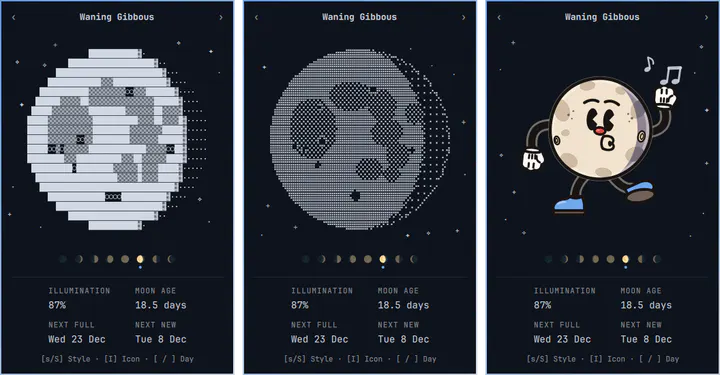 ‹ Waning Gibbous ›
ILLUMINATION MOON AGE
87% 18.5 days
NEXT FULL NEXT NEW
Wed 23 Dec Tue 8 Dec
[s/S] Style · [I] Icon · [ / ] Day
‹ Waning Gibbous ›
ILLUMINATION MOON AGE
87% 18.5 days
NEXT FULL NEXT NEW
Wed 23 Dec Tue 8 Dec
[s/S] Style · [I] Icon · [ / ] Day
‹ Waning Gibbous ›
ILLUMINATION MOON AGE
87% 18.5 days
NEXT FULL NEXT NEW
Wed 23 Dec Tue 8 Dec
[s/S] Style · [I] Icon · [ / ] Day